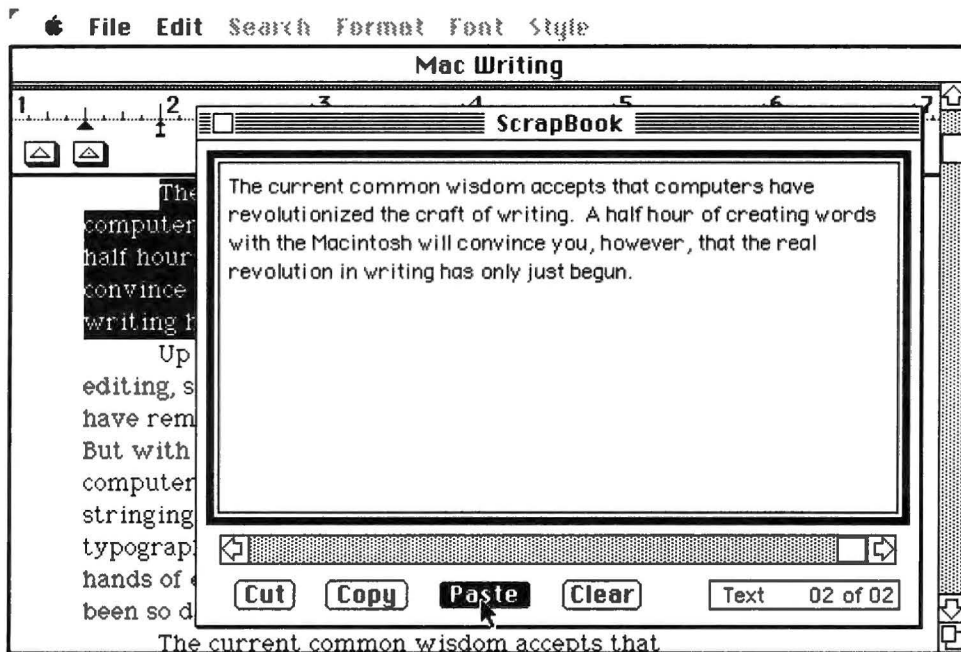 File Edit Search Format Font Style
Mac Writing
1 2 3 4 5 6 7
ScrapBook
The current common wisdom accepts that computers have
revolutionized the craft of writing. A half hour of creating words
with the Macintosh will convince you, however, that the real
revolution in writing has only just begun.
The
computer
half hour
convince
writing h
Up
editing, s
have rem
But with
computer
stringing
typograp
hands of e
been so d
The current common wisdom accepts that
Cut Copy Paste Clear Text 02 of 02